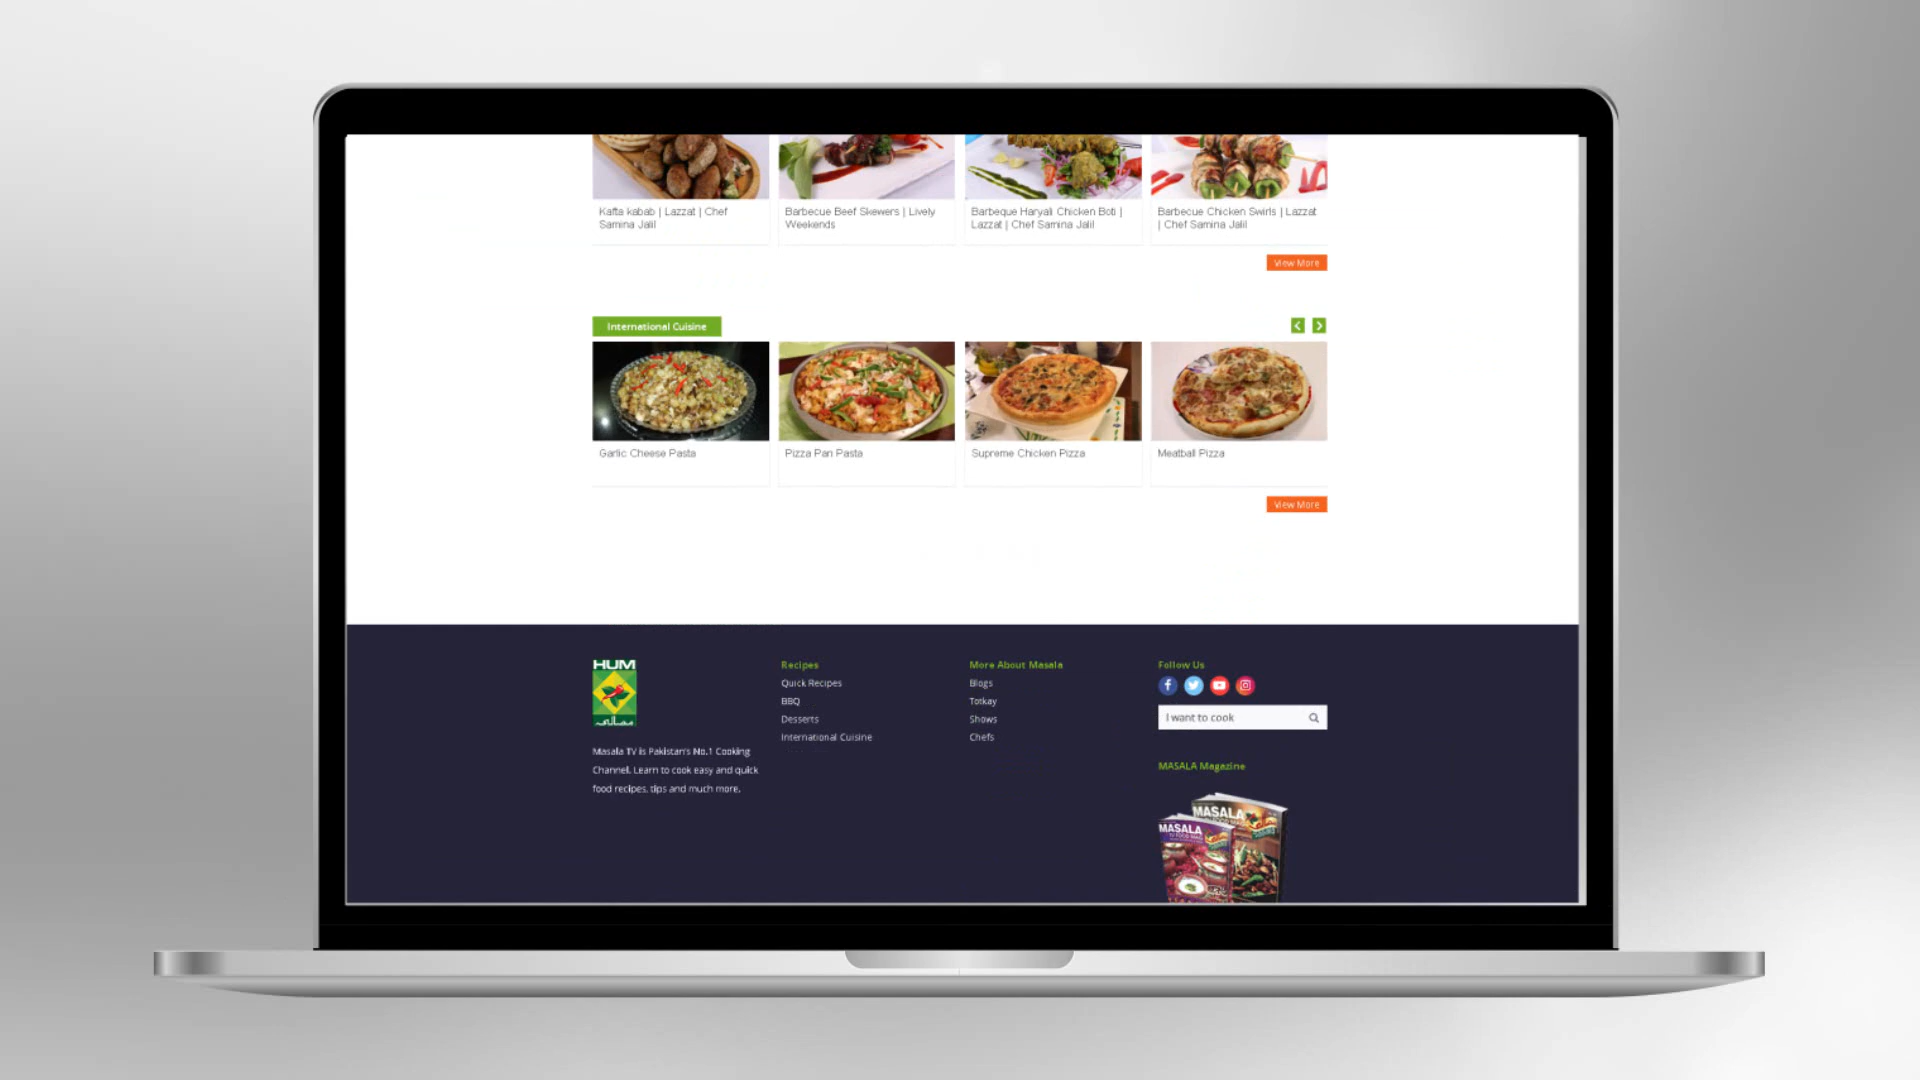 Kafta kabab | Lazzat | Chef
Samina Jalil
Barbecue Beef Skewers | Lively
Weekends
Barbeque Haryali Chicken Boti |
Lazzat | Chef Samina Jalil
Barbecue Chicken Swirls | Lazzat
| Chef Samina Jalil
View More
International Cuisine
Garlic Cheese Pasta
Pizza Pan Pasta
Supreme Chicken Pizza
Meatball Pizza
View More
HUM
مصالحہ
Masala TV is Pakistan's No.1 Cooking
Channel. Learn to cook easy and quick
food recipes, tips and much more.
Recipes
Quick Recipes
BBQ
Desserts
International Cuisine
More About Masala
Blogs
Totkay
Shows
Chefs
Follow Us
I want to cook
MASALA Magazine
MASALA
MASALA